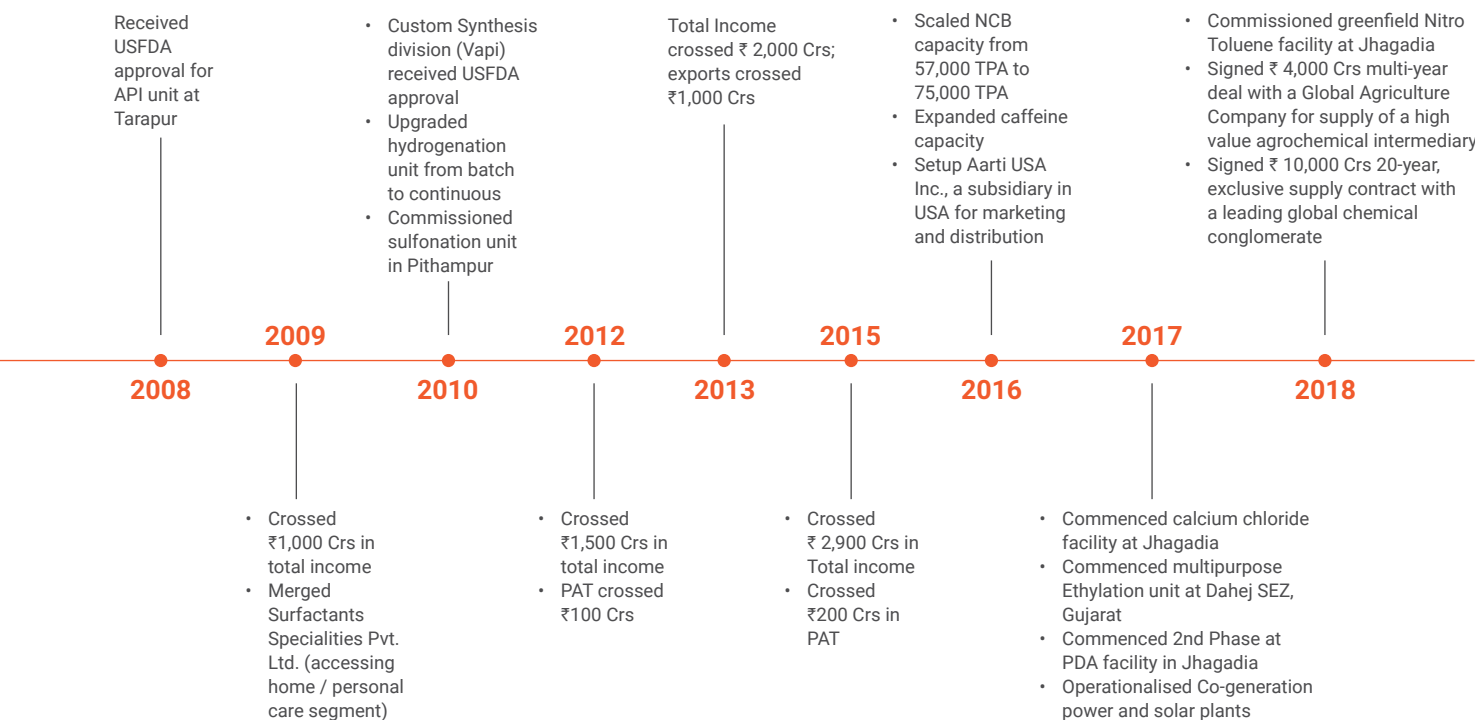 Received
USFDA
approval for
API unit at
Tarapur
• Custom Synthesis
division (Vapi)
received USFDA
approval
• Upgraded
hydrogenation
unit from batch
to continuous
• Commissioned
sulfonation unit
in Pithampur
Total Income
crossed ₹ 2,000 Crs;
exports crossed
₹1,000 Crs
• Scaled NCB
capacity from
57,000 TPA to
75,000 TPA
• Expanded caffeine
capacity
• Setup Aarti USA
Inc., a subsidiary in
USA for marketing
and distribution
• Commissioned greenfield Nitro
Toluene facility at Jhagadia
• Signed ₹ 4,000 Crs multi-year
deal with a Global Agriculture
Company for supply of a high
value agrochemical intermediary
• Signed ₹ 10,000 Crs 20-year,
exclusive supply contract with
a leading global chemical
conglomerate
2009
2012
2015
2017
2008
2010
2013
2016
2018
• Crossed
₹1,000 Crs in
total income
• Merged
Surfactants
Specialities Pvt.
Ltd. (accessing
home / personal
care segment)
• Crossed
₹1,500 Crs in
total income
• PAT crossed
₹100 Crs
• Crossed
₹ 2,900 Crs in
Total income
• Crossed
₹200 Crs in
PAT
• Commenced calcium chloride
facility at Jhagadia
• Commenced multipurpose
Ethylation unit at Dahej SEZ,
Gujarat
• Commenced 2nd Phase at
PDA facility in Jhagadia
• Operationalised Co-generation
power and solar plants